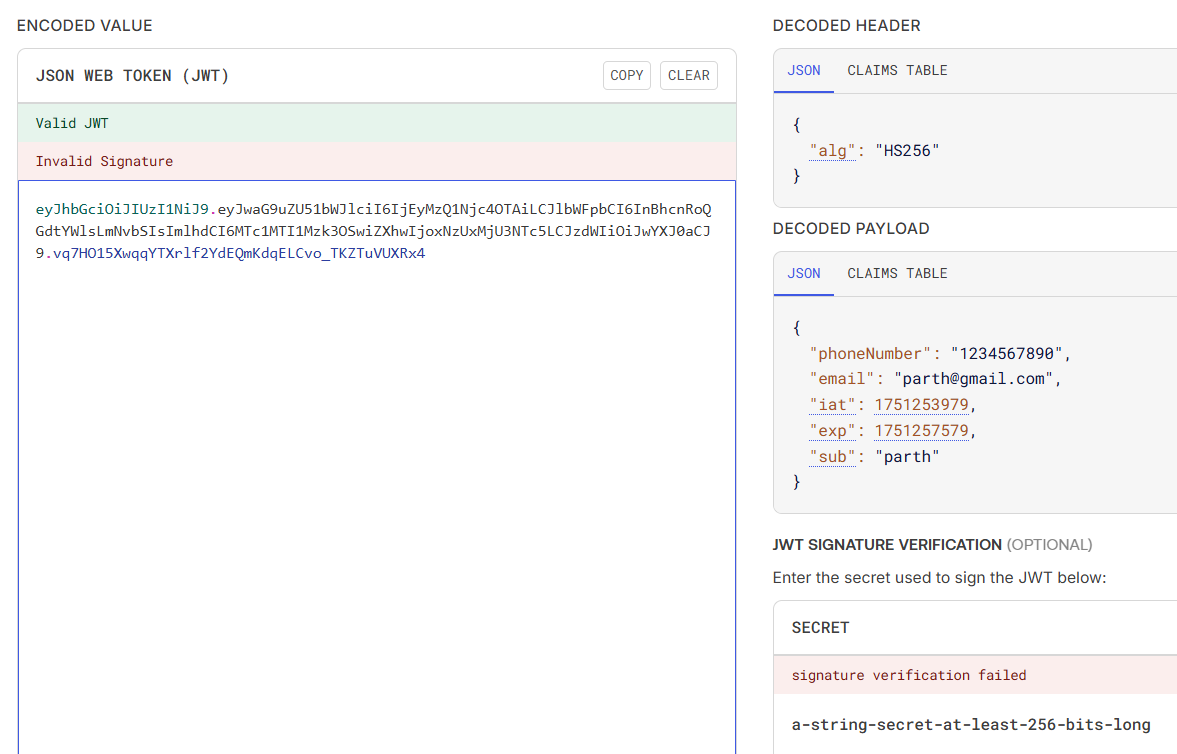 ENCODED VALUE
JSON WEB TOKEN (JWT)
COPY
CLEAR
Valid JWT
Invalid Signature
eyJhbGciOiJIUzI1NiJ9.eyJwaG9uZU51bWJlciI6IjEyMzQ1Njc4OTAiLCJlbWFpbCI6InBhcnRoQ
GdtYWlsLmNvbSIsImlhdCI6MTc1MTI1Mzk3OSwiZXhwIjoxNzUxMjU3NTc5LCJzdWIiOiJwYXJ0aCJ
9.vq7HO15XwqqYTXrlf2YdEQmKdqELCvo_TKZTuVUXRx4
DECODED HEADER
JSON
CLAIMS TABLE
{
"alg": "HS256"
}
DECODED PAYLOAD
JSON
CLAIMS TABLE
{
"phoneNumber": "1234567890",
"email": "parth@gmail.com",
"iat": 1751253979,
"exp": 1751257579,
"sub": "parth"
}
JWT SIGNATURE VERIFICATION (OPTIONAL)
Enter the secret used to sign the JWT below:
SECRET
signature verification failed
a-string-secret-at-least-256-bits-long